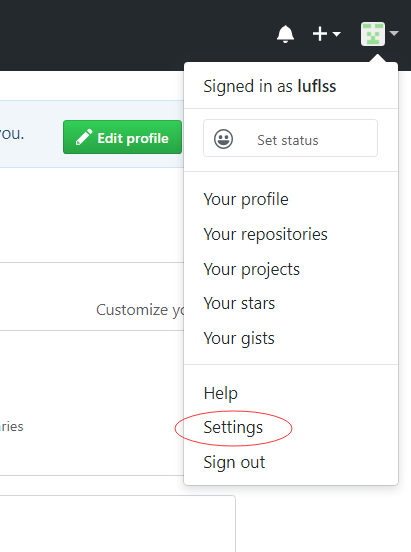 Signed in as luflss
you.
Edit profile
Set status
Your profile
Your repositories
Your projects
Customize yo
Your stars
Your gists
Help
ries
Settings
Sign out